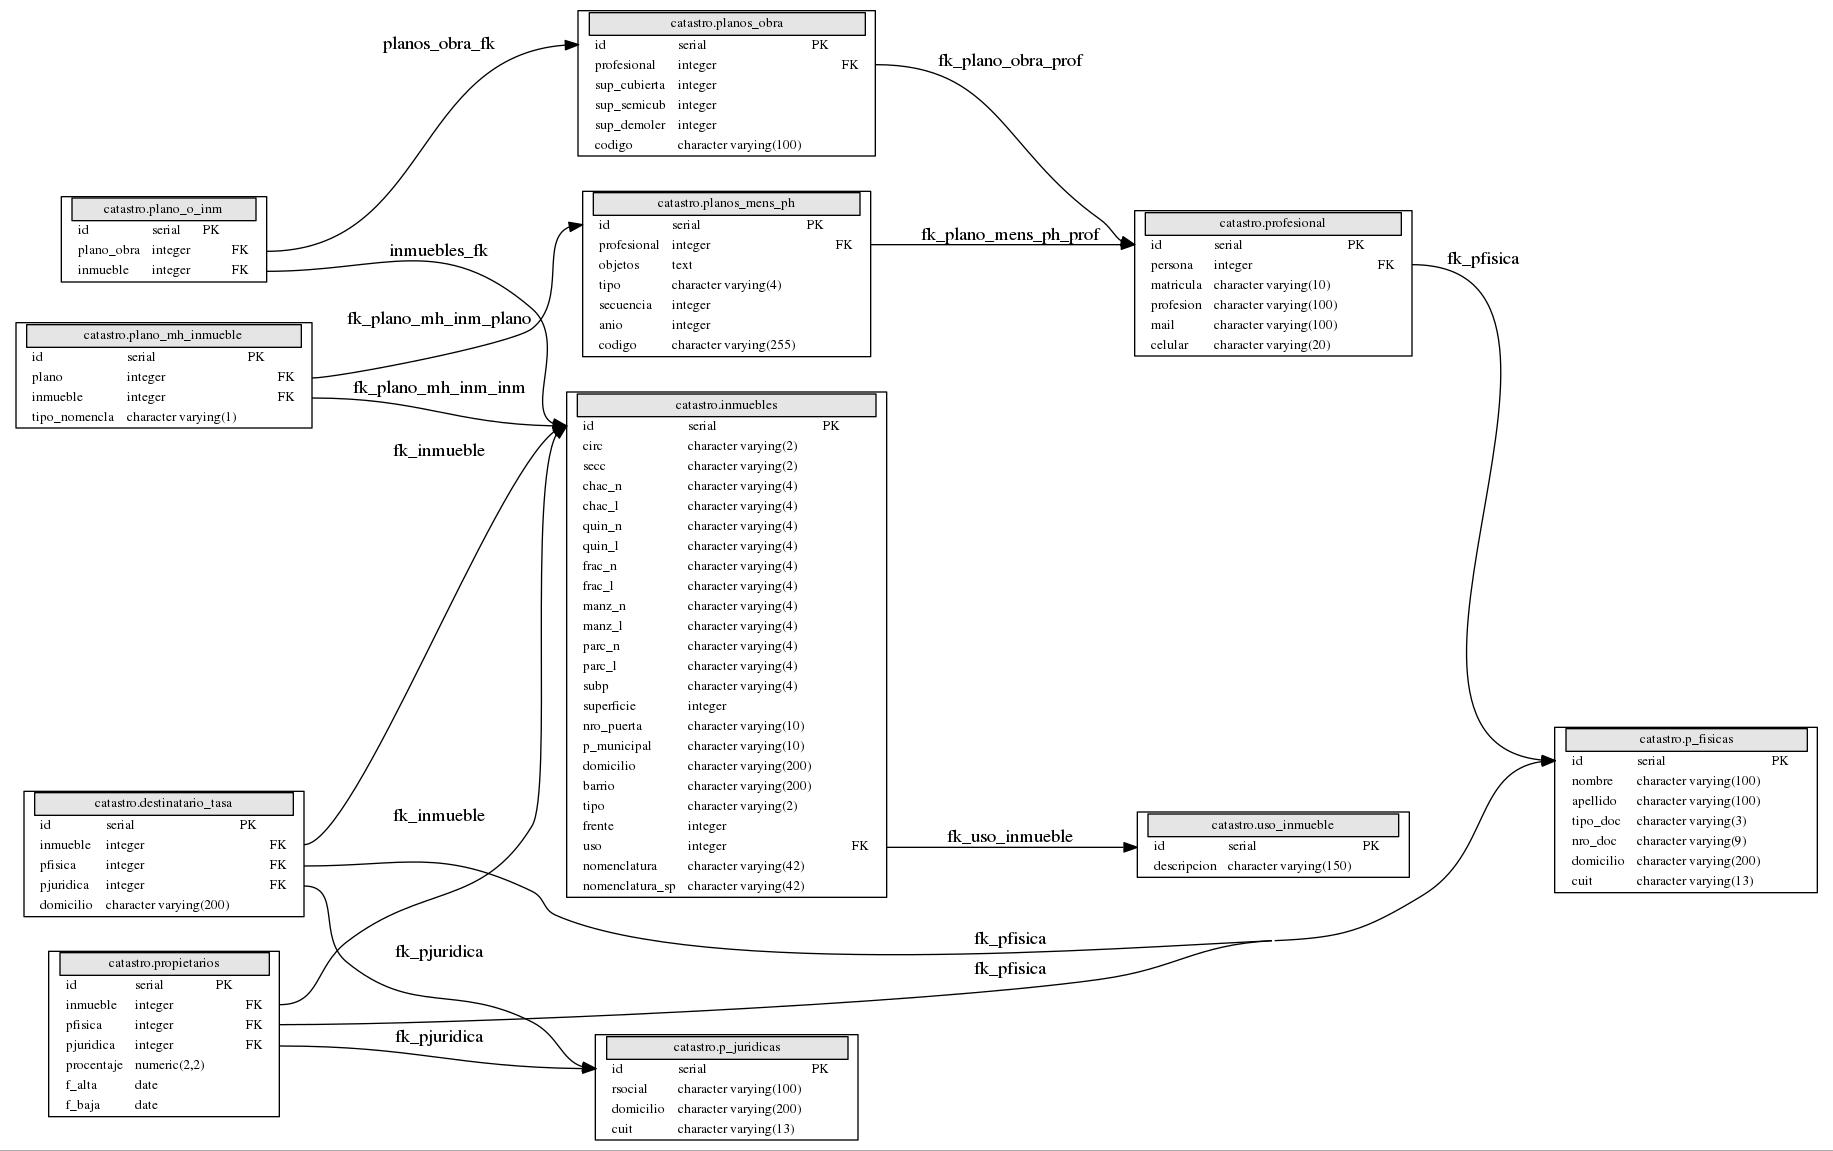 catastro.planos_obra
id serial PK
profesional integer FK
sup_cubierta integer
sup_semicub integer
sup_demoler integer
codigo character varying(100)
planos_obra_fk
fk_plano_obra_prof
catastro.plano_o_inm
id serial PK
plano_obra integer FK
inmueble integer FK
inmuebles_fk
catastro.planos_mens_ph
id serial PK
profesional integer FK
objetos text
tipo character varying(4)
secuencia integer
anio integer
codigo character varying(255)
fk_plano_mens_ph_prof
catastro.profesional
id serial PK
persona integer FK
matricula character varying(10)
profesion character varying(100)
mail character varying(100)
celular character varying(20)
fk_pfisica
catastro.plano_mh_inmueble
id serial PK
plano integer FK
inmueble integer FK
tipo_nomencla character varying(1)
fk_plano_mh_inm_plano
fk_plano_mh_inm_inm
fk_inmueble
catastro.inmuebles
id serial PK
circ character varying(2)
secc character varying(2)
chac_n character varying(4)
chac_l character varying(4)
quin_n character varying(4)
quin_l character varying(4)
frac_n character varying(4)
frac_l character varying(4)
manz_n character varying(4)
manz_l character varying(4)
parc_n character varying(4)
parc_l character varying(4)
subp character varying(4)
superficie integer
nro_puerta character varying(10)
p_municipal character varying(10)
domicilio character varying(200)
barrio character varying(200)
tipo character varying(2)
frente integer
uso integer FK
nomenclatura character varying(42)
nomenclatura_sp character varying(42)
fk_uso_inmueble
catastro.uso_inmueble
id serial PK
descripcion character varying(150)
catastro.p_fisicas
id serial PK
nombre character varying(100)
apellido character varying(100)
tipo_doc character varying(3)
nro_doc character varying(9)
domicilio character varying(200)
cuit character varying(13)
catastro.destinatario_tasa
id serial PK
inmueble integer FK
pfisica integer FK
pjuridica integer FK
domicilio character varying(200)
fk_inmueble
fk_pfisica
fk_pjuridica
catastro.propietarios
id serial PK
inmueble integer FK
pfisica integer FK
pjuridica integer FK
procentaje numeric(2,2)
f_alta date
f_baja date
fk_pfisica
fk_pjuridica
catastro.p_juridicas
id serial PK
rsocial character varying(100)
domicilio character varying(200)
cuit character varying(13)